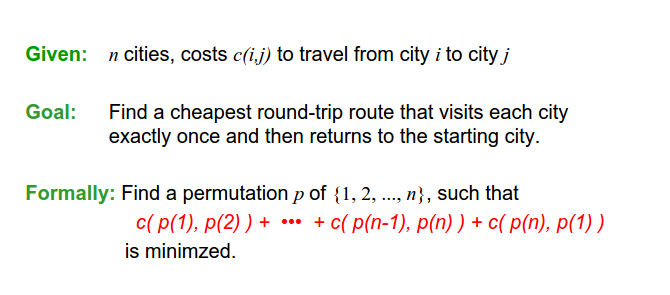 Given: n cities, costs c(i,j) to travel from city i to city j
Goal: Find a cheapest round-trip route that visits each city
exactly once and then returns to the starting city.
Formally: Find a permutation p of {1, 2, ..., n}, such that
c( p(1), p(2) ) + ••• + c( p(n-1), p(n) ) + c( p(n), p(1) )
is minimzed.